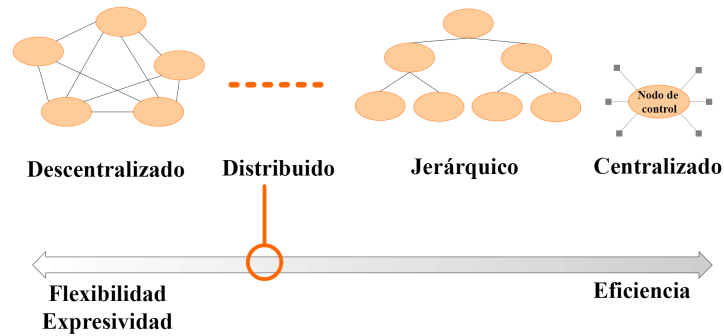 Nodo de
control
Descentralizado
Distribuido
Jerárquico
Centralizado
Flexibilidad
Expresividad
Eficiencia